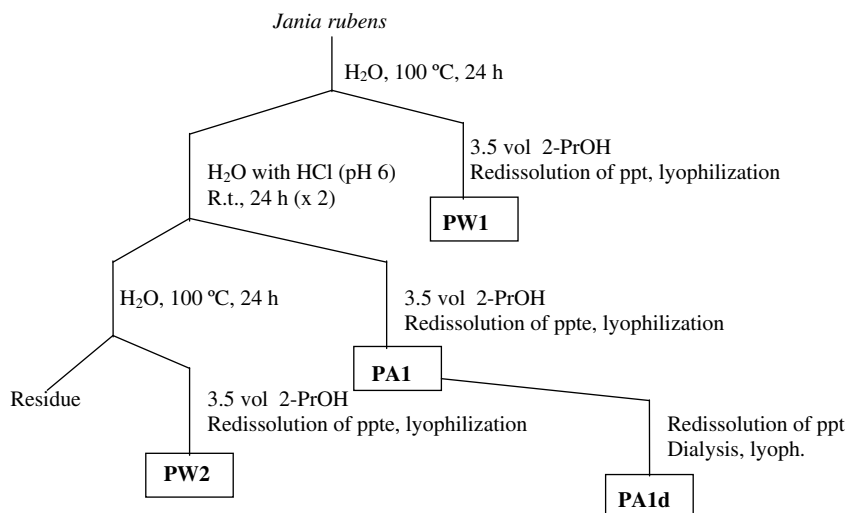 Jania rubens
H₂O, 100 ºC, 24 h
3.5 vol 2-PrOH
Redissolution of ppt, lyophilization
PW1
H₂O with HCl (pH 6)
R.t., 24 h (x 2)
H₂O, 100 ºC, 24 h
3.5 vol 2-PrOH
Redissolution of ppte, lyophilization
PA1
Residue
3.5 vol 2-PrOH
Redissolution of ppte, lyophilization
PW2
Redissolution of ppt
Dialysis, lyoph.
PA1d